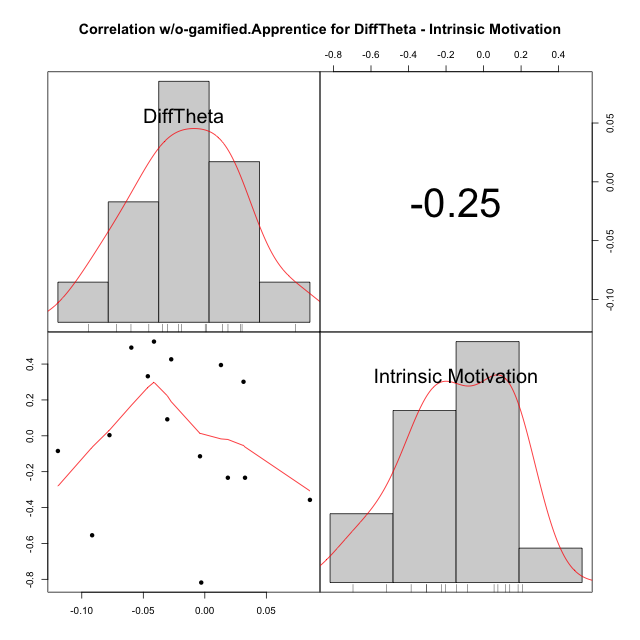 Correlation w/o-gamified.Apprentice for DiffTheta - Intrinsic Motivation
-0.8 -0.6 -0.4 -0.2 0.0 0.2 0.4
DiffTheta
-0.25
0.05
0.00
-0.05
-0.10
0.4
0.2
0.0
-0.2
-0.4
-0.6
-0.8
Intrinsic Motivation
-0.10 -0.05 0.00 0.05